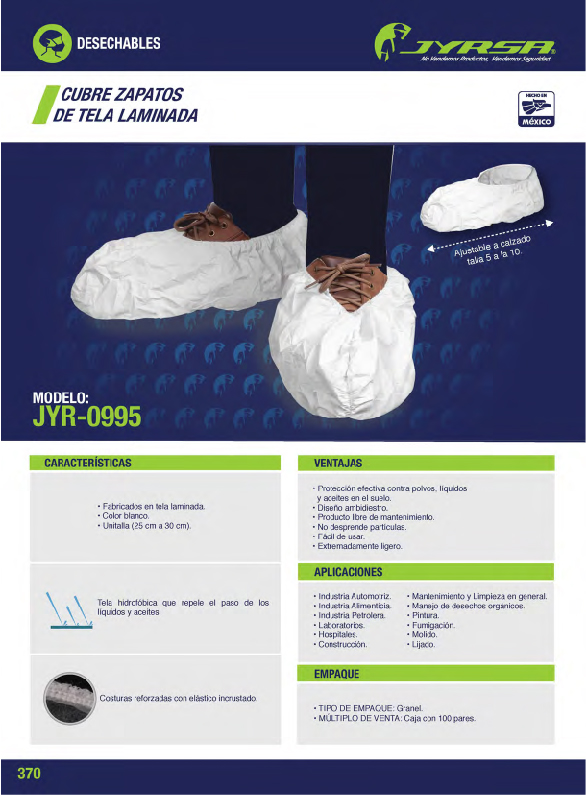 DESECHABLES
JYRSA®
No Vendemos Productos, Vendemos Seguridad
CUBRE ZAPATOS
DE TELA LAMINADA
HECHO EN
MÉXICO
Ajustable a calzado
talla 5 a la 10.
MODELO:
JYR-0995
CARACTERÍSTICAS
• Fabricados en tela laminada.
• Color blanco.
• Unitalla (25 cm a 30 cm).
Tela hidrofóbica que repele el paso de los
líquidos y aceites
Costuras reforzadas con elástico incrustado.
VENTAJAS
• Protección efectiva contra polvos, líquidos
y aceites en el suelo.
• Diseño ambidiestro.
• Producto libre de mantenimiento.
• No desprende partículas.
• Fácil de usar.
• Extremadamente ligero.
APLICACIONES
• Industria Automotriz.
• Industria Alimenticia.
• Industria Petrolera.
• Laboratorios.
• Hospitales.
• Construcción.
• Mantenimiento y Limpieza en general.
• Manejo de desechos organicos.
• Pintura.
• Fumigación.
• Molido.
• Lijado.
EMPAQUE
• TIPO DE EMPAQUE: Granel.
• MÚLTIPLO DE VENTA: Caja con 100 pares.
370